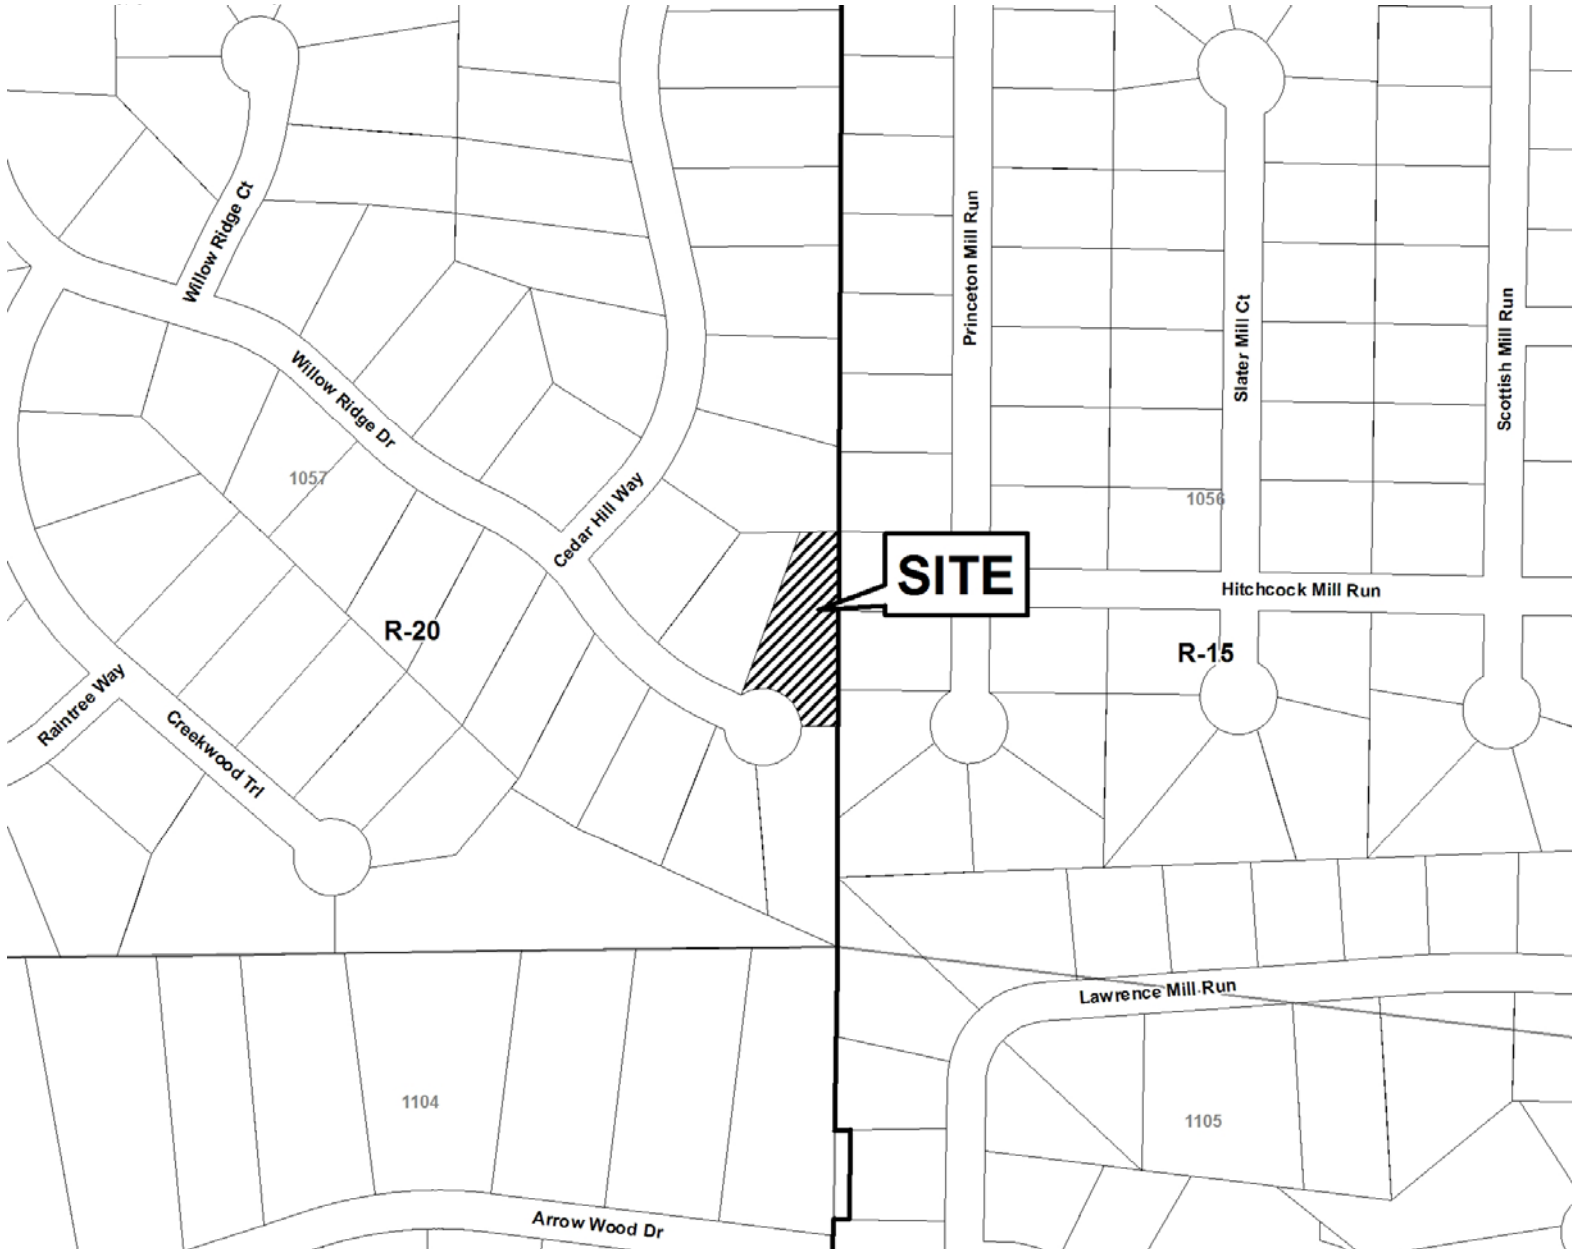 Willow Ridge Ct
Princeton Mill Run
Slater Mill Ct
Scottish Mill Run
Willow Ridge Dr
1057
Cedar Hill Way
1056
SITE
Hitchcock Mill Run
R-20
R-15
Raintree Way
Creekwood Trl
Lawrence Mill Run
1104
1105
Arrow Wood Dr